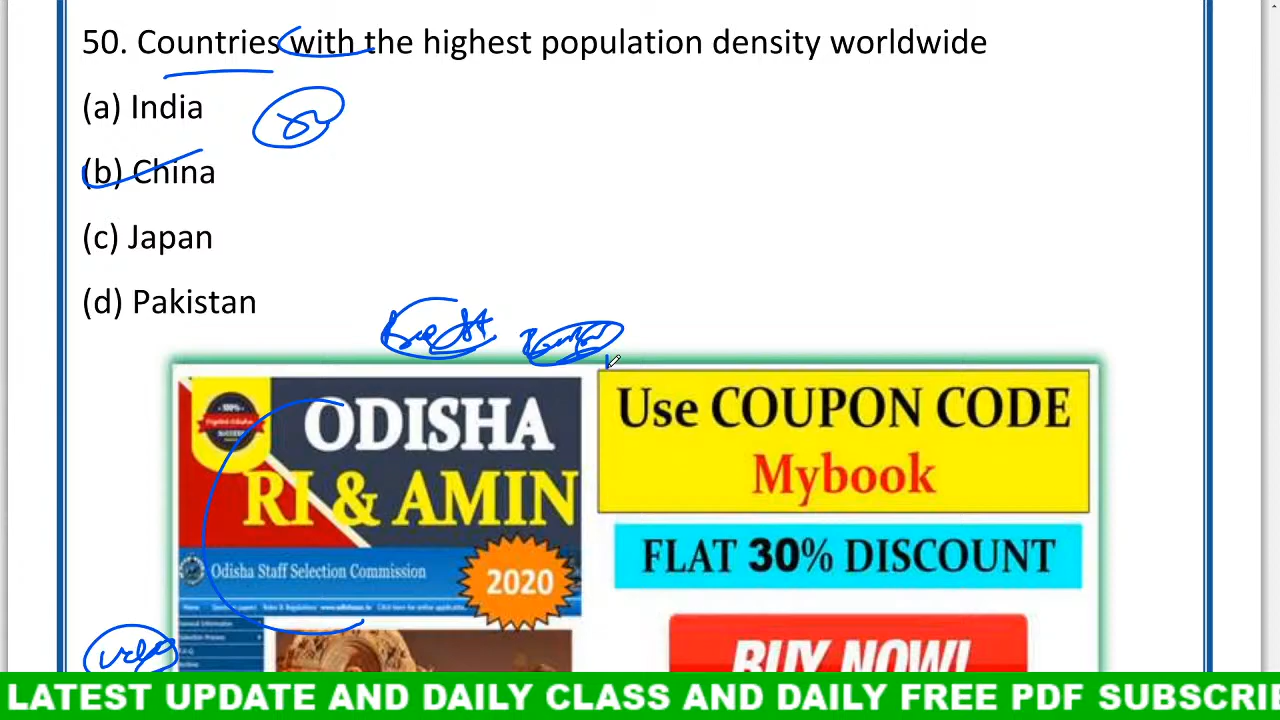 50. Countries with the highest population density worldwide
(a) India
(b) China
(c) Japan
(d) Pakistan
ODISHA
RI & AMIN
Odisha Staff Selection Commission
2020
Use COUPON CODE
Mybook
FLAT 30% DISCOUNT
BUY NOW!
LATEST UPDATE AND DAILY CLASS AND DAILY FREE PDF SUBSCRI